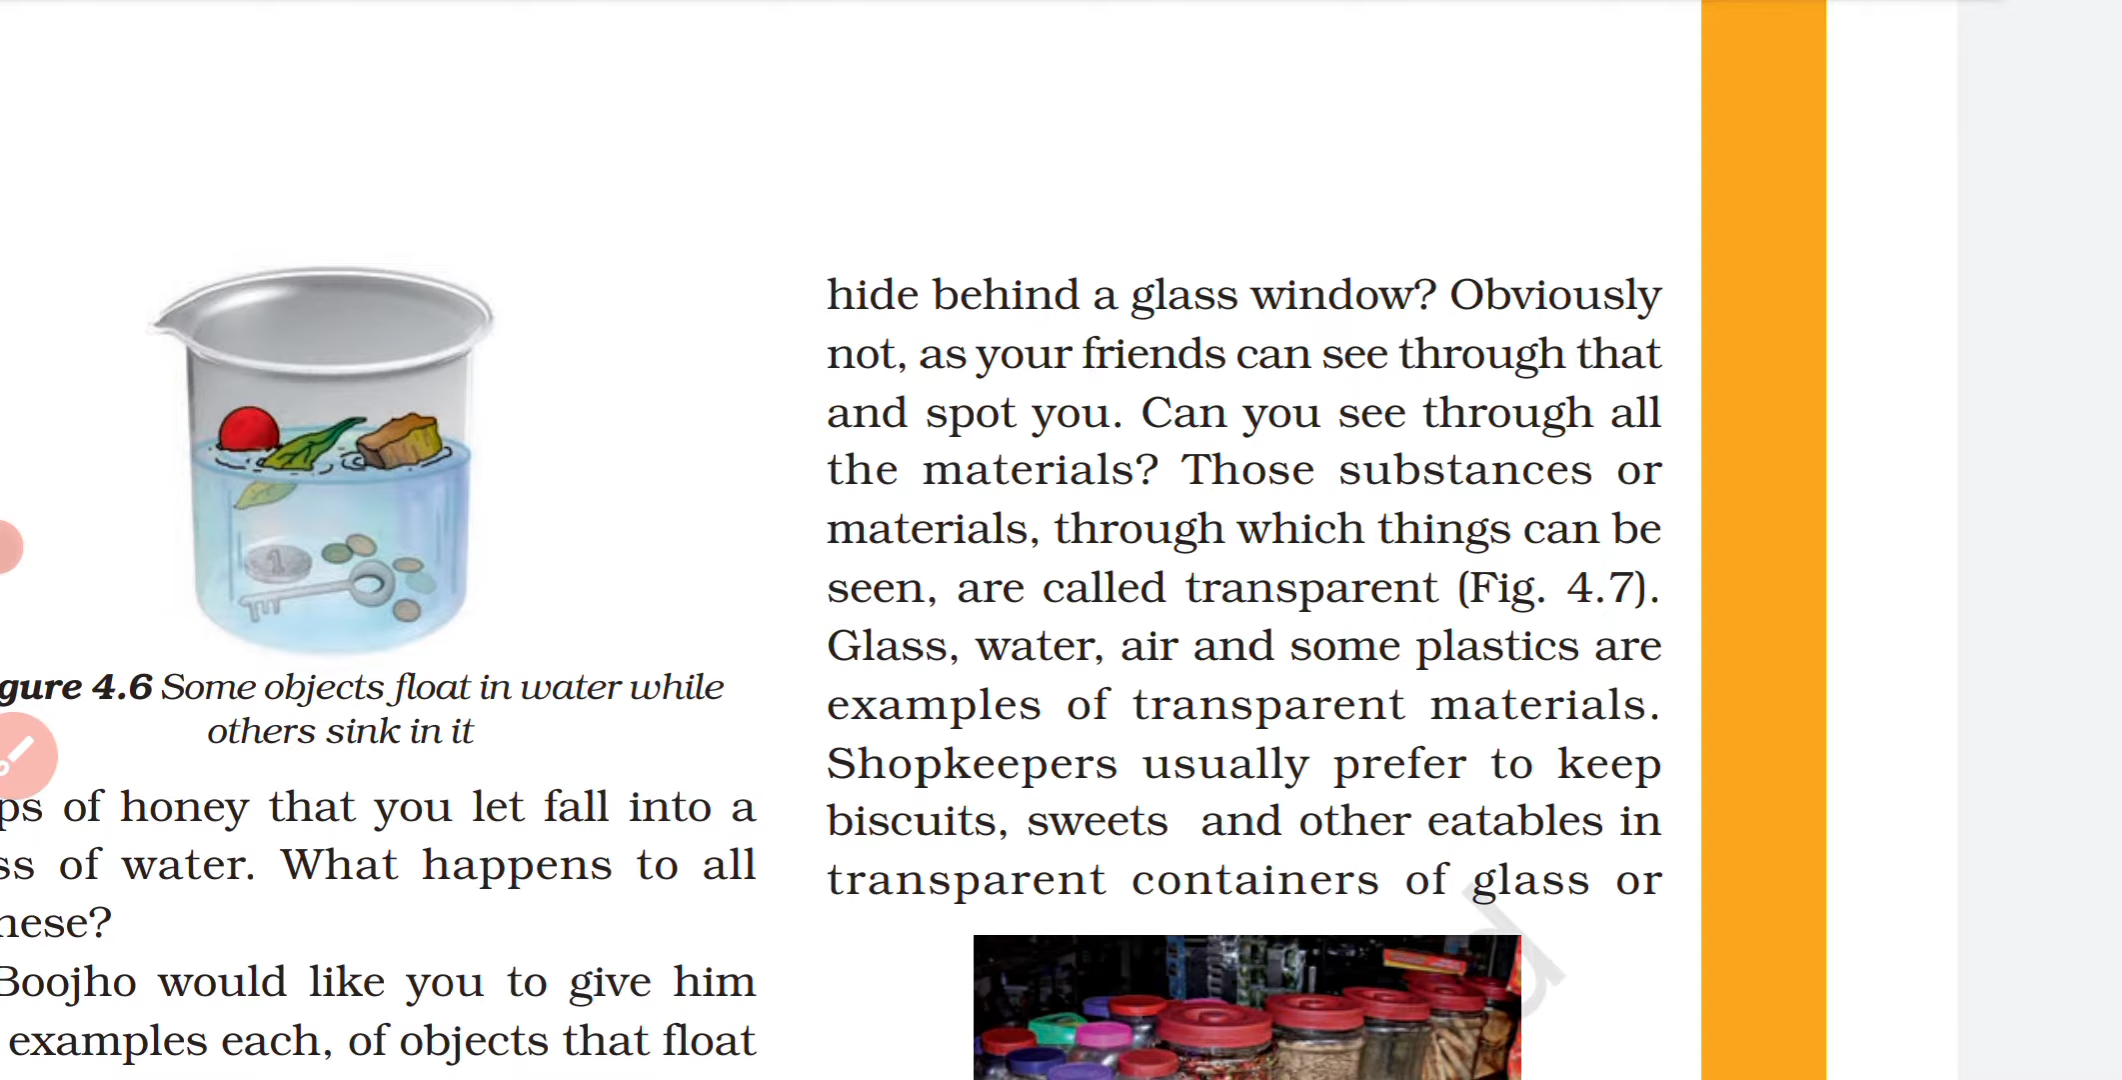 gure 4.6 Some objects float in water while
others sink in it
ps of honey that you let fall into a
ss of water. What happens to all
hese?
Boojho would like you to give him
examples each, of objects that float
hide behind a glass window? Obviously
not, as your friends can see through that
and spot you. Can you see through all
the materials? Those substances or
materials, through which things can be
seen, are called transparent (Fig. 4.7).
Glass, water, air and some plastics are
examples of transparent materials.
Shopkeepers usually prefer to keep
biscuits, sweets and other eatables in
transparent containers of glass or